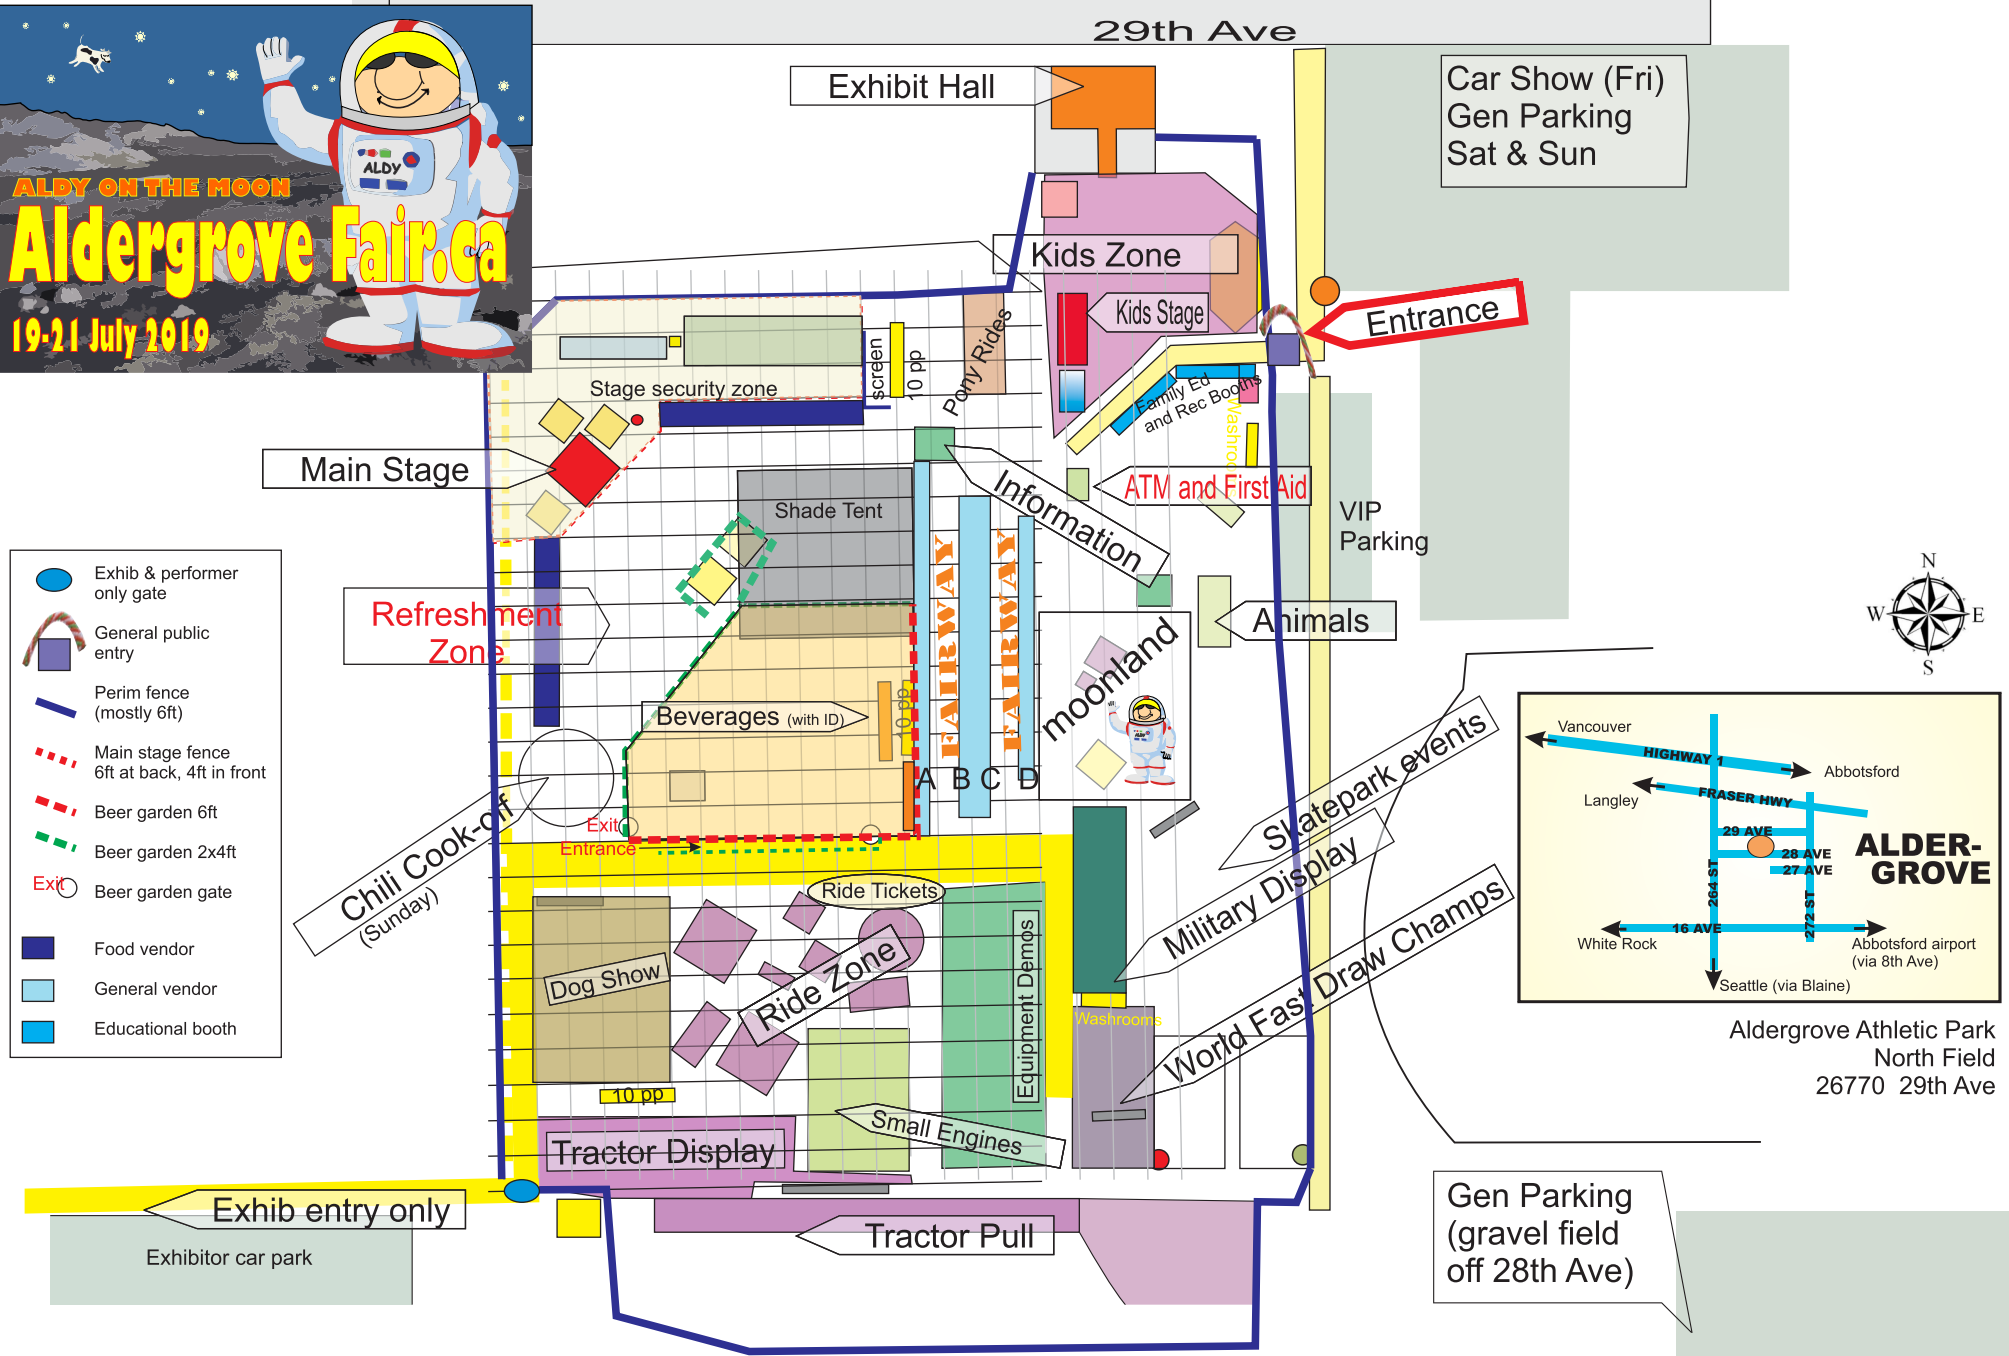 29th Ave
ALDY
ALDY ON THE MOON
Aldergrove Fair.ca
19-21 July 2019
Exhibit Hall
Car Show (Fri)
Gen Parking
Sat & Sun
Kids Zone
Kids Stage
Entrance
Stage security zone
screen
10 pp
Pony Rides
Family Ed
and Rec Booths
Main Stage
ATM and First Aid
Information
Shade Tent
VIP
Parking
Refreshment
Zone
FAIRWAY
FAIRWAY
Animals
moonland
ALDY
Beverages (with ID)
10 pp
A B C D
Exit
Entrance
Chili Cook-off
(Sunday)
Skatepark events
Military Display
World Fast Draw Champs
Ride Tickets
Dog Show
Ride Zone
Equipment Demos
Washrooms
10 pp
Small Engines
Tractor Display
Exhib entry only
Tractor Pull
Exhibitor car park
Gen Parking
(gravel field
off 28th Ave)
Exhib & performer
only gate
General public
entry
Perim fence
(mostly 6ft)
Main stage fence
6ft at back, 4ft in front
Beer garden 6ft
Beer garden 2x4ft
Exit
Beer garden gate
Food vendor
General vendor
Educational booth
N
W E
S
Vancouver
HIGHWAY 1
Abbotsford
Langley
FRASER HWY
29 AVE
28 AVE
27 AVE
264 ST
272 ST
ALDER-
GROVE
16 AVE
White Rock
Abbotsford airport
(via 8th Ave)
Seattle (via Blaine)
Aldergrove Athletic Park
North Field
26770 29th Ave